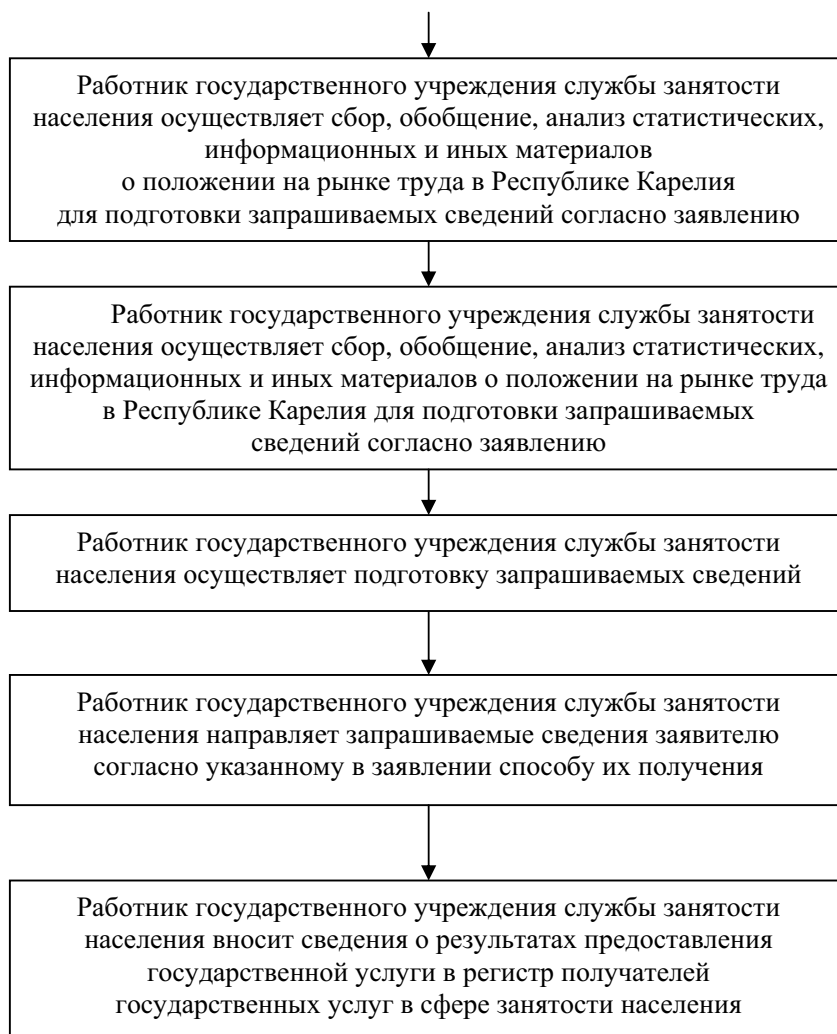 Работник государственного учреждения службы занятости
населения осуществляет сбор, обобщение, анализ статистических,
информационных и иных материалов
о положении на рынке труда в Республике Карелия
для подготовки запрашиваемых сведений согласно заявлению
Работник государственного учреждения службы занятости
населения осуществляет сбор, обобщение, анализ статистических,
информационных и иных материалов о положении на рынке труда
в Республике Карелия для подготовки запрашиваемых
сведений согласно заявлению
Работник государственного учреждения службы занятости
населения осуществляет подготовку запрашиваемых сведений
Работник государственного учреждения службы занятости
населения направляет запрашиваемые сведения заявителю
согласно указанному в заявлении способу их получения
Работник государственного учреждения службы занятости
населения вносит сведения о результатах предоставления
государственной услуги в регистр получателей
государственных услуг в сфере занятости населения